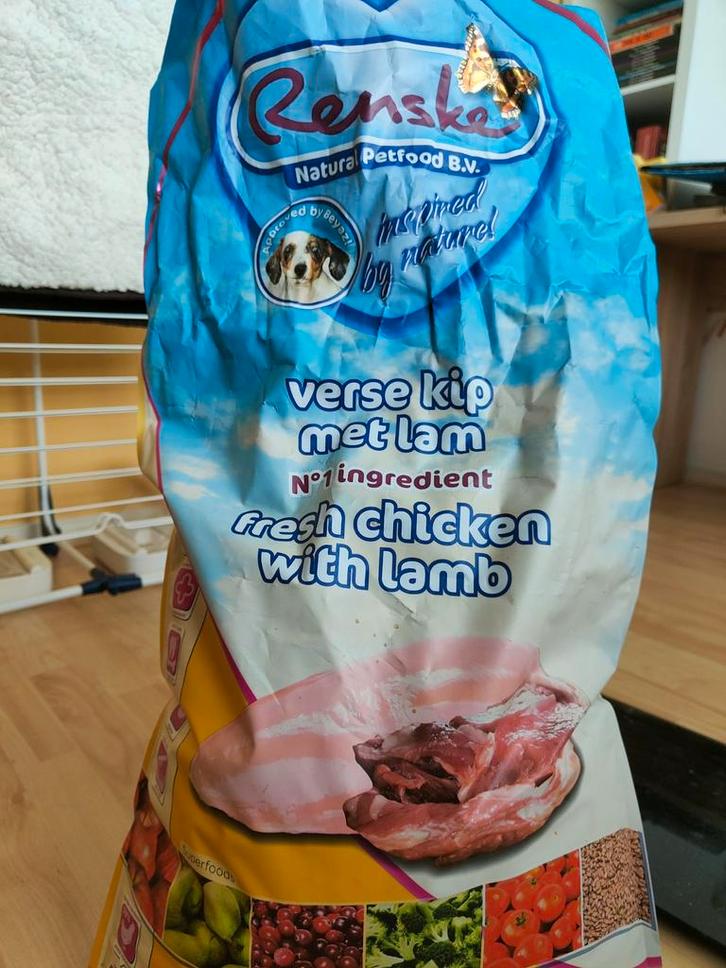 Renske
Natural Petfood B.V.
Approved by Beyaz!
inspired
by nature!
verse kip
met lam
N°1 ingredient
fresh chicken
with lamb
Superfoods